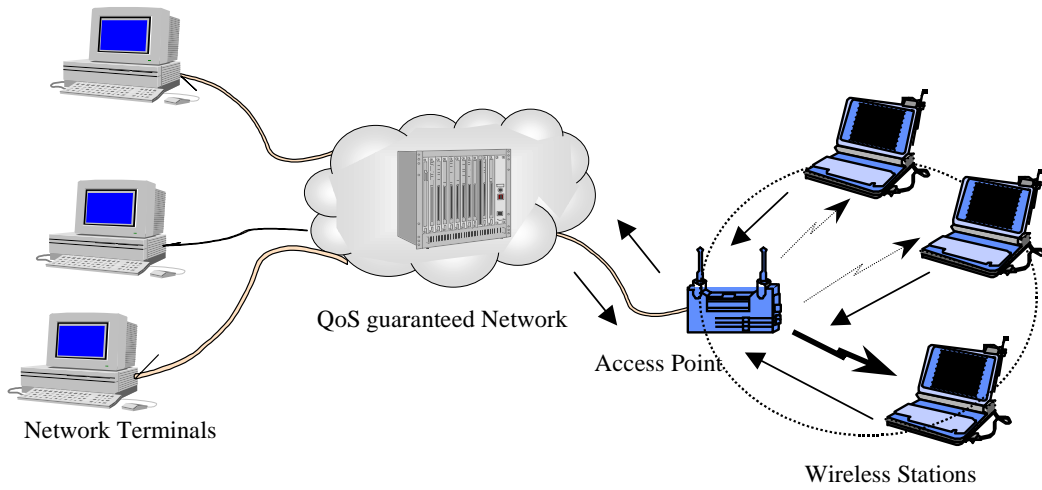 QoS guaranteed Network
Access Point
Network Terminals
Wireless Stations